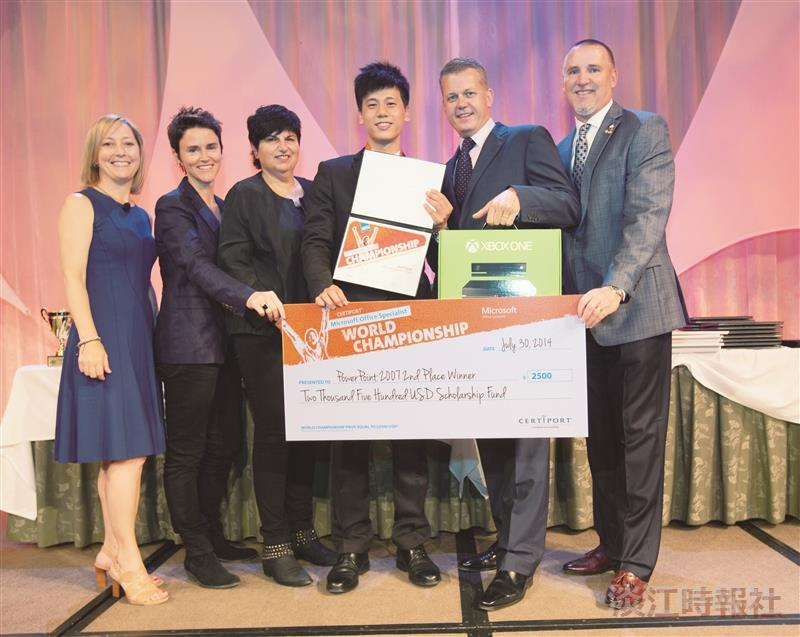 CHAMPIONSHIP
XBOX ONE
CERTIPORT
Microsoft Office Specialist
WORLD
CHAMPIONSHIP
Microsoft
DATE July 30, 2014
PRESENTED TO PowerPoint 2007 2nd Place Winner
$ 2500
Two Thousand Five Hundred USD Scholarship Fund
CERTIPORT
淡江時報社